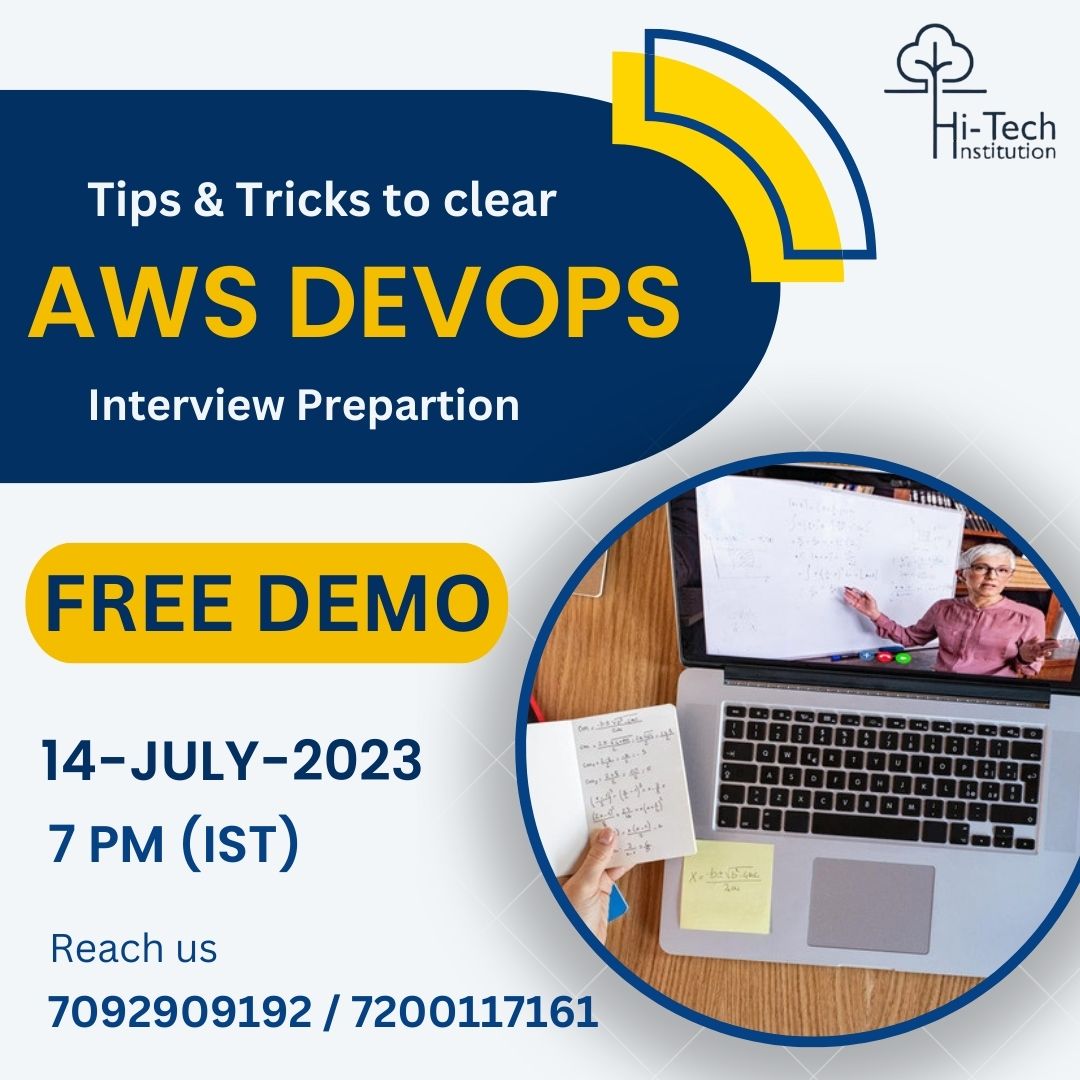 Hi-Tech
Institution
Tips & Tricks to clear
AWS DEVOPS
Interview Prepartion
FREE DEMO
14-JULY-2023
7 PM (IST)
Reach us
7092909192 / 7200117161